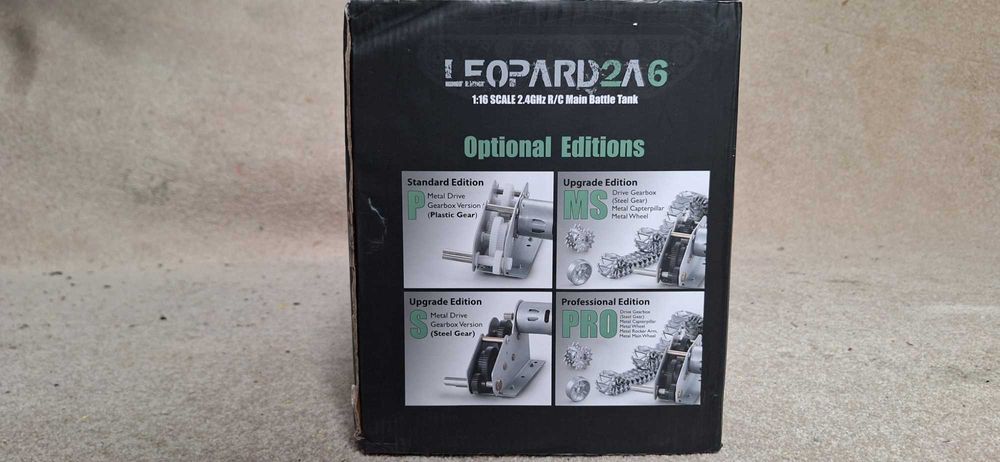 LEOPARD2A6
1:16 SCALE 2.4GHz R/C Main Battle Tank
Optional Editions
Standard Edition
P
Metal Drive
Gearbox Version
(Plastic Gear)
Upgrade Edition
MS
Drive Gearbox
(Steel Gear)
Metal Capterpillar
Metal Wheel
Upgrade Edition
S
Metal Drive
Gearbox Version
(Steel Gear)
Professional Edition
PRO
Drive Gearbox
(Steel Gear)
Metal Capterpillar
Metal Wheel
Metal Rocker Arm,
Metal Main Wheel